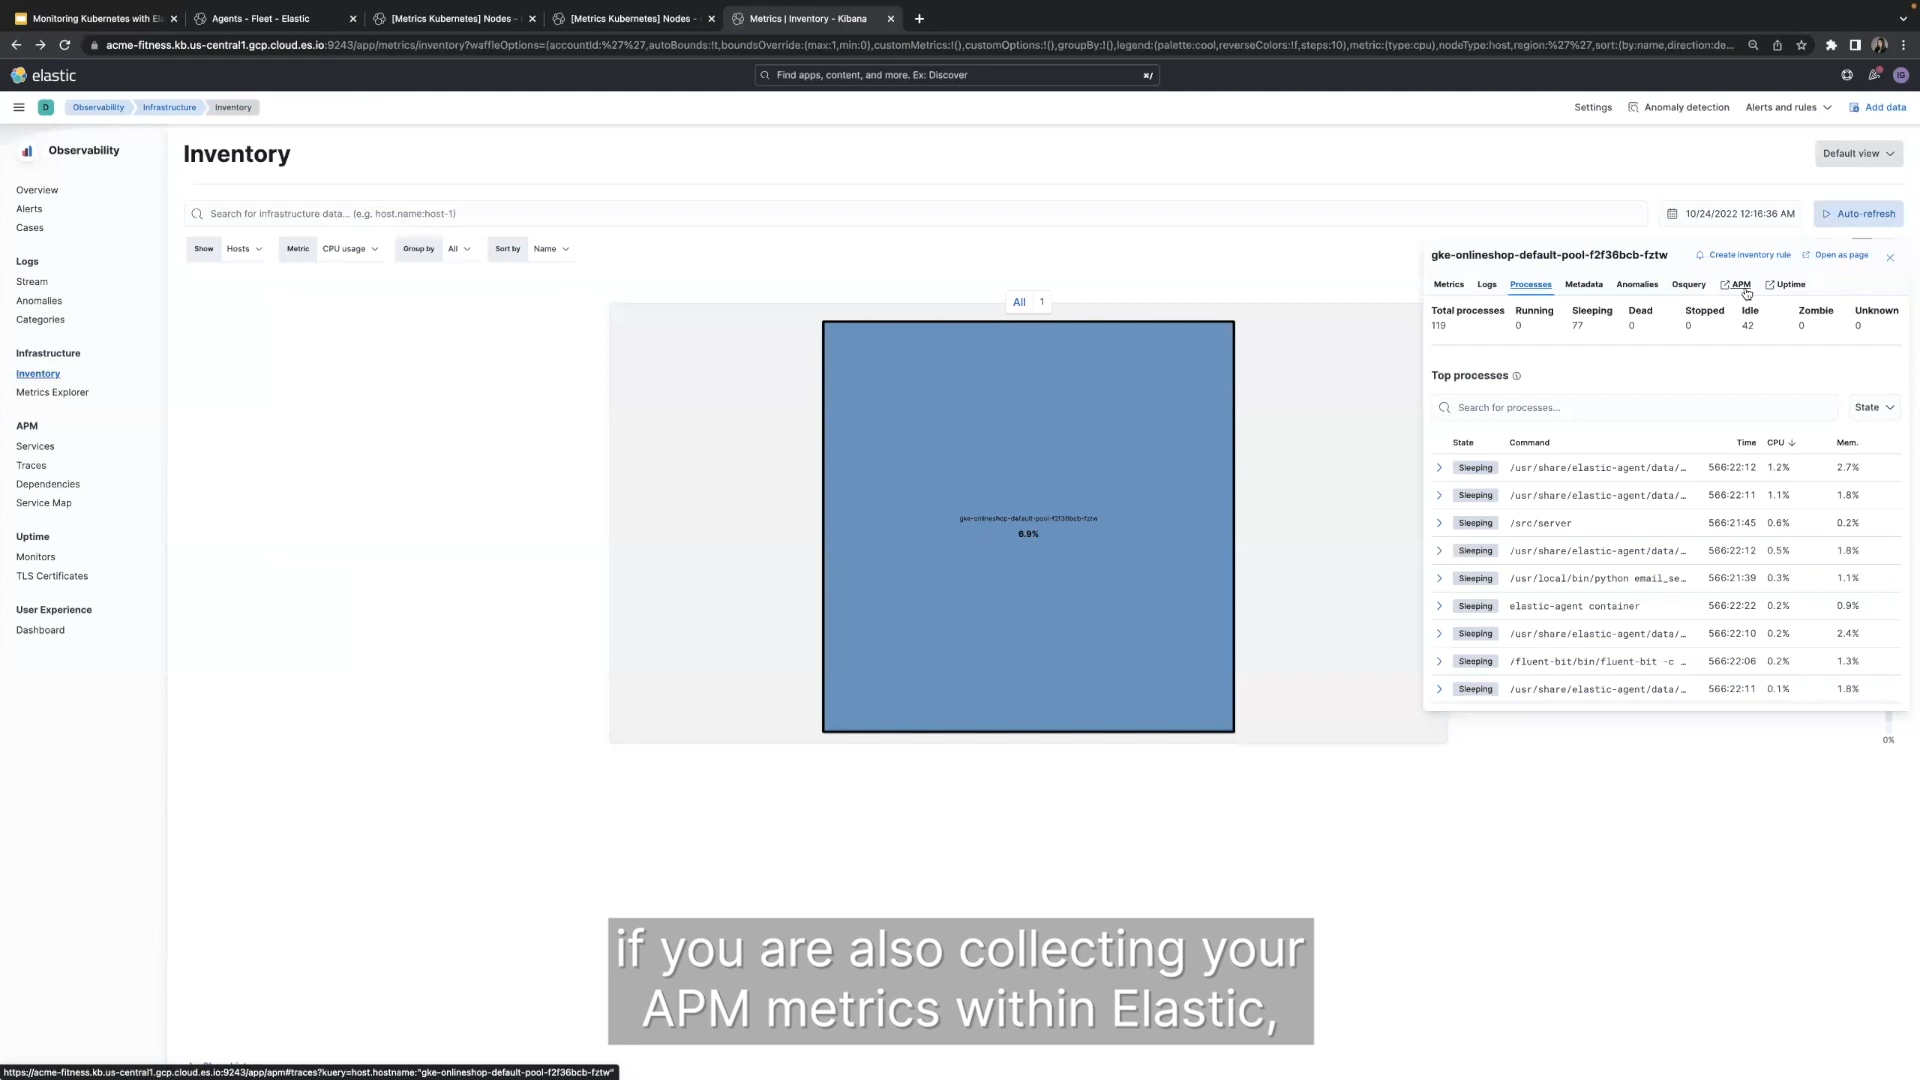 Monitoring Kubernetes with El
Agents - Fleet - Elastic
[Metrics Kubernetes] Nodes -
[Metrics Kubernetes] Nodes -
Metrics | Inventory - Kibana
acme-fitness.kb.us-central1.gcp.cloud.es.io:9243/app/metrics/inventory?waffleOptions=(accountId:%27%27,autoBounds:!t,boundsOverride:(max:1,min:0),customMetrics:!(),customOptions:!(),groupBy:!(),legend:(palette:cool,reverseColors:!f,steps:10),metric:(type:cpu),nodeType:host,region:%27%27,sort:(by:name,direction:de...
elastic
Find apps, content, and more. Ex: Discover
⌘/
IG
D
Observability
Infrastructure
Inventory
Settings
Anomaly detection
Alerts and rules
Add data
Observability
Overview
Alerts
Cases
Logs
Stream
Anomalies
Categories
Infrastructure
Inventory
Metrics Explorer
APM
Services
Traces
Dependencies
Service Map
Uptime
Monitors
TLS Certificates
User Experience
Dashboard
Inventory
Default view
Search for infrastructure data... (e.g. host.name:host-1)
10/24/2022 12:16:36 AM
Auto-refresh
Show Hosts
Metric CPU usage
Group by All
Sort by Name
All 1
gke-onlineshop-default-pool-f2f36bcb-fztw
6.9%
gke-onlineshop-default-pool-f2f36bcb-fztw
Create inventory rule
Open as page
Metrics Logs Processes Metadata Anomalies Osquery APM Uptime
Total processes Running Sleeping Dead Stopped Idle Zombie Unknown
119 0 77 0 0 42 0 0
Top processes
Search for processes...
State
State Command Time CPU Mem.
Sleeping /usr/share/elastic-agent/data/… 566:22:12 1.2% 2.7%
Sleeping /usr/share/elastic-agent/data/… 566:22:11 1.1% 1.8%
Sleeping /src/server 566:21:45 0.6% 0.2%
Sleeping /usr/share/elastic-agent/data/… 566:22:12 0.5% 1.8%
Sleeping /usr/local/bin/python email_se… 566:21:39 0.3% 1.1%
Sleeping elastic-agent container 566:22:22 0.2% 0.9%
Sleeping /usr/share/elastic-agent/data/… 566:22:10 0.2% 2.4%
Sleeping /fluent-bit/bin/fluent-bit -c … 566:22:06 0.2% 1.3%
Sleeping /usr/share/elastic-agent/data/… 566:22:11 0.1% 1.8%
0%
if you are also collecting your
APM metrics within Elastic,
https://acme-fitness.kb.us-central1.gcp.cloud.es.io:9243/app/apm#traces?kuery=host.hostname:"gke-onlineshop-default-pool-f2f36bcb-fztw"